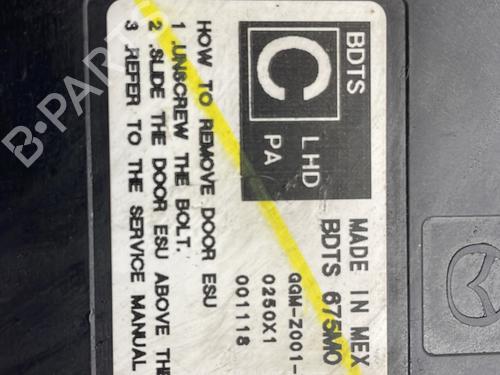 BDTS
C
LHD
PA
MADE IN MEX
BDTS 675M0
GGM-Z001-
0250X1
001118
HOW TO REMOVE DOOR ESU
1 .UNSCREW THE BOLT.
2 .SLIDE THE DOOR ESU ABOVE THE
3 .REFER TO THE SERVICE MANUAL
B-PARTS